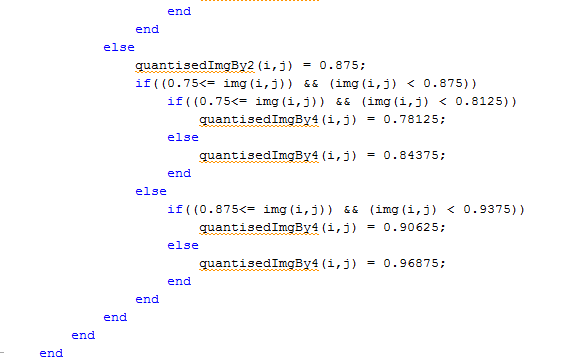 end
end
else
quantisedImgBy2(i,j) = 0.875;
if((0.75<= img(i,j)) && (img(i,j) < 0.875))
if((0.75<= img(i,j)) && (img(i,j) < 0.8125))
quantisedImgBy4(i,j) = 0.78125;
else
quantisedImgBy4(i,j) = 0.84375;
end
else
if((0.875<= img(i,j)) && (img(i,j) < 0.9375))
quantisedImgBy4(i,j) = 0.90625;
else
quantisedImgBy4(i,j) = 0.96875;
end
end
end
end
end